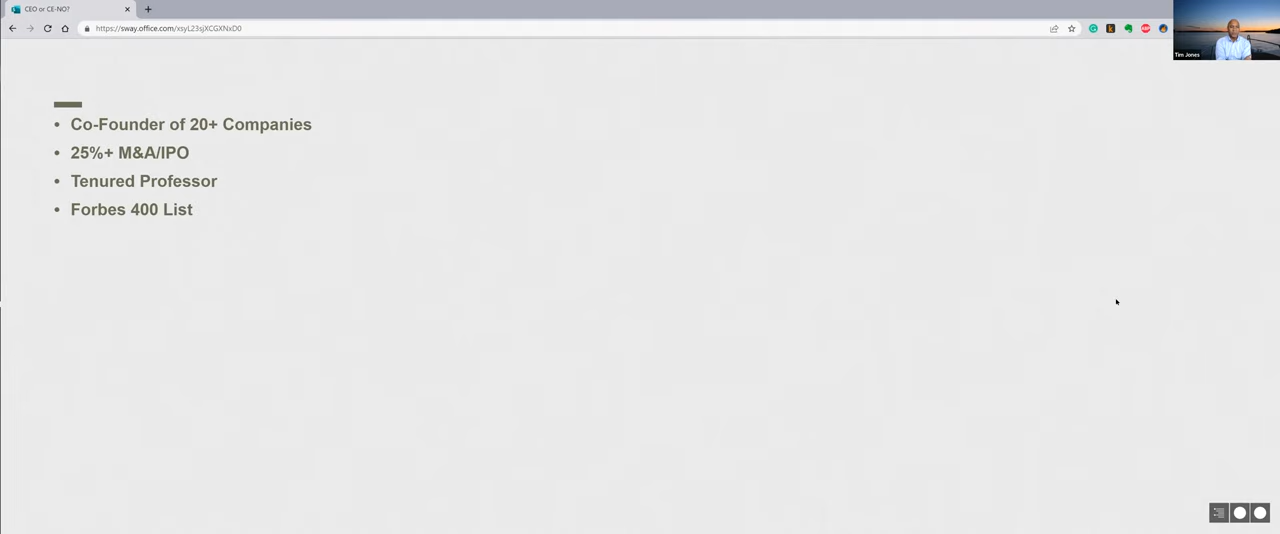 CEO or CE-NO?
https://sway.office.com/xsyL23sjXCGXNxD0
Tim Jones
Co-Founder of 20+ Companies
25%+ M&A/IPO
Tenured Professor
Forbes 400 List